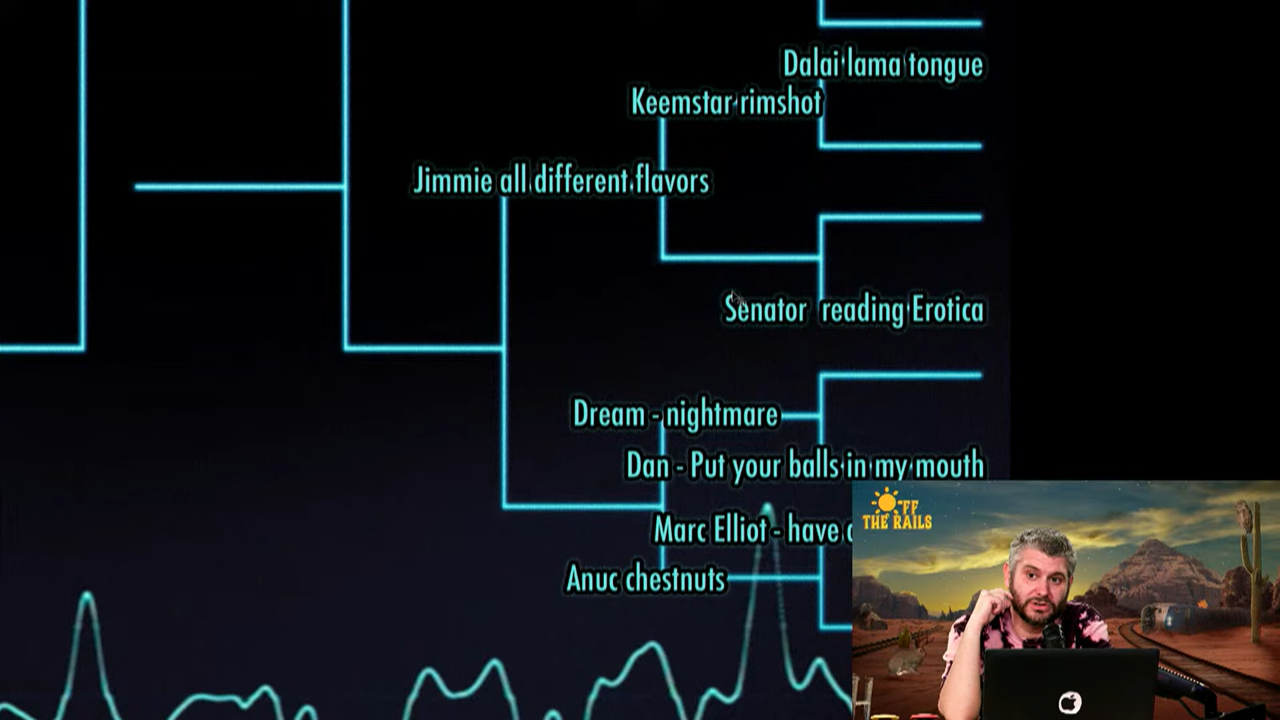 Dalai lama tongue
Keemstar rimshot
Jimmie all different flavors
Senator reading Erotica
Dream - nightmare
Dan - Put your balls in my mouth
Marc Elliot - have
Anuc chestnuts
OFF
THE RAILS